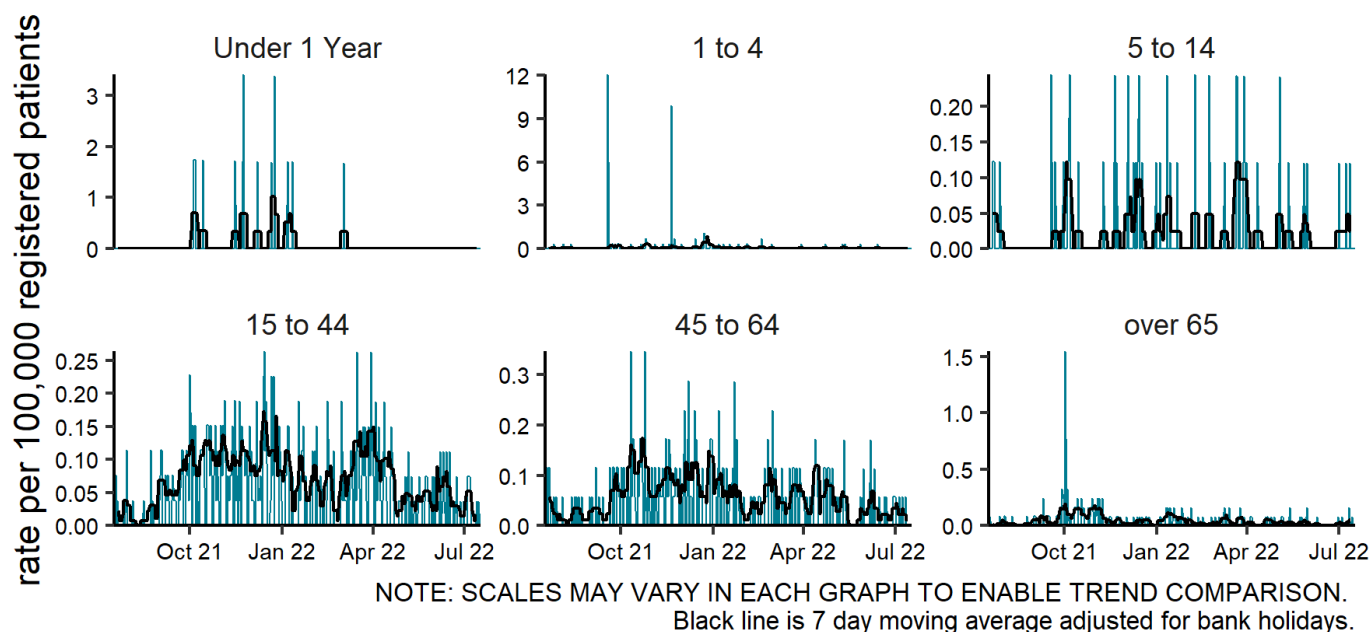 rate per 100,000 registered patients
Under 1 Year
3
2
1
0
1 to 4
12
9
6
3
0
5 to 14
0.20
0.15
0.10
0.05
0.00
15 to 44
0.25
0.20
0.15
0.10
0.05
0.00
Oct 21 Jan 22 Apr 22 Jul 22
45 to 64
0.3
0.2
0.1
0.0
Oct 21 Jan 22 Apr 22 Jul 22
over 65
1.5
1.0
0.5
0.0
Oct 21 Jan 22 Apr 22 Jul 22
NOTE: SCALES MAY VARY IN EACH GRAPH TO ENABLE TREND COMPARISON.
Black line is 7 day moving average adjusted for bank holidays.